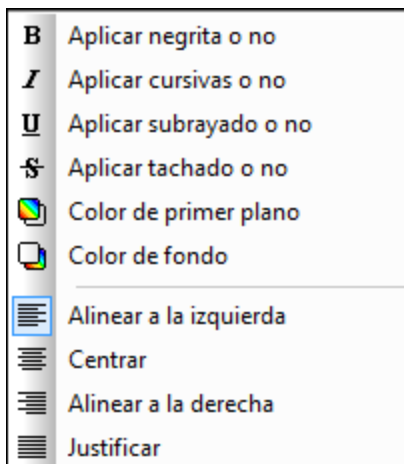 B Aplicar negrita o no
I Aplicar cursivas o no
U Aplicar subrayado o no
S Aplicar tachado o no
Color de primer plano
Color de fondo
Alinear a la izquierda
Centrar
Alinear a la derecha
Justificar